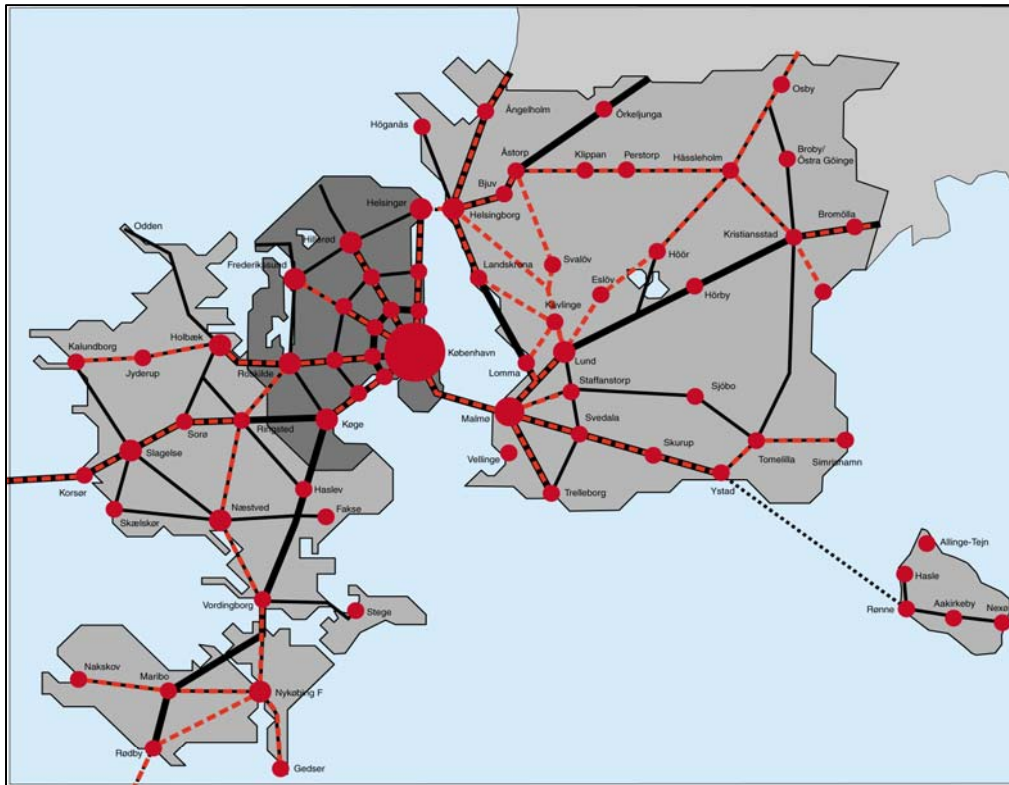 Ängelholm
Örkeljunga
Osby
Höganäs
Åstorp
Klippan
Perstorp
Hässleholm
Broby/
Östra Göinge
Bjuv
Helsingør
Helsingborg
Bromölla
Kristiansstad
Odden
Hillerød
Frederikssund
Landskrona
Svalöv
Höör
Eslöv
Hörby
Kävlinge
Holbæk
Kalundborg
Jyderup
Roskilde
København
Lomma
Lund
Staffanstorp
Sjöbo
Malmø
Svedala
Sorø
Ringsted
Køge
Slagelse
Vellinge
Skurup
Tomelilla
Simrishamn
Korsør
Haslev
Trelleborg
Ystad
Skælskør
Næstved
Fakse
Allinge-Tejn
Hasle
Vordingborg
Stege
Rønne
Aakirkeby
Nexø
Nakskov
Maribo
Nykøbing F
Rødby
Gedser